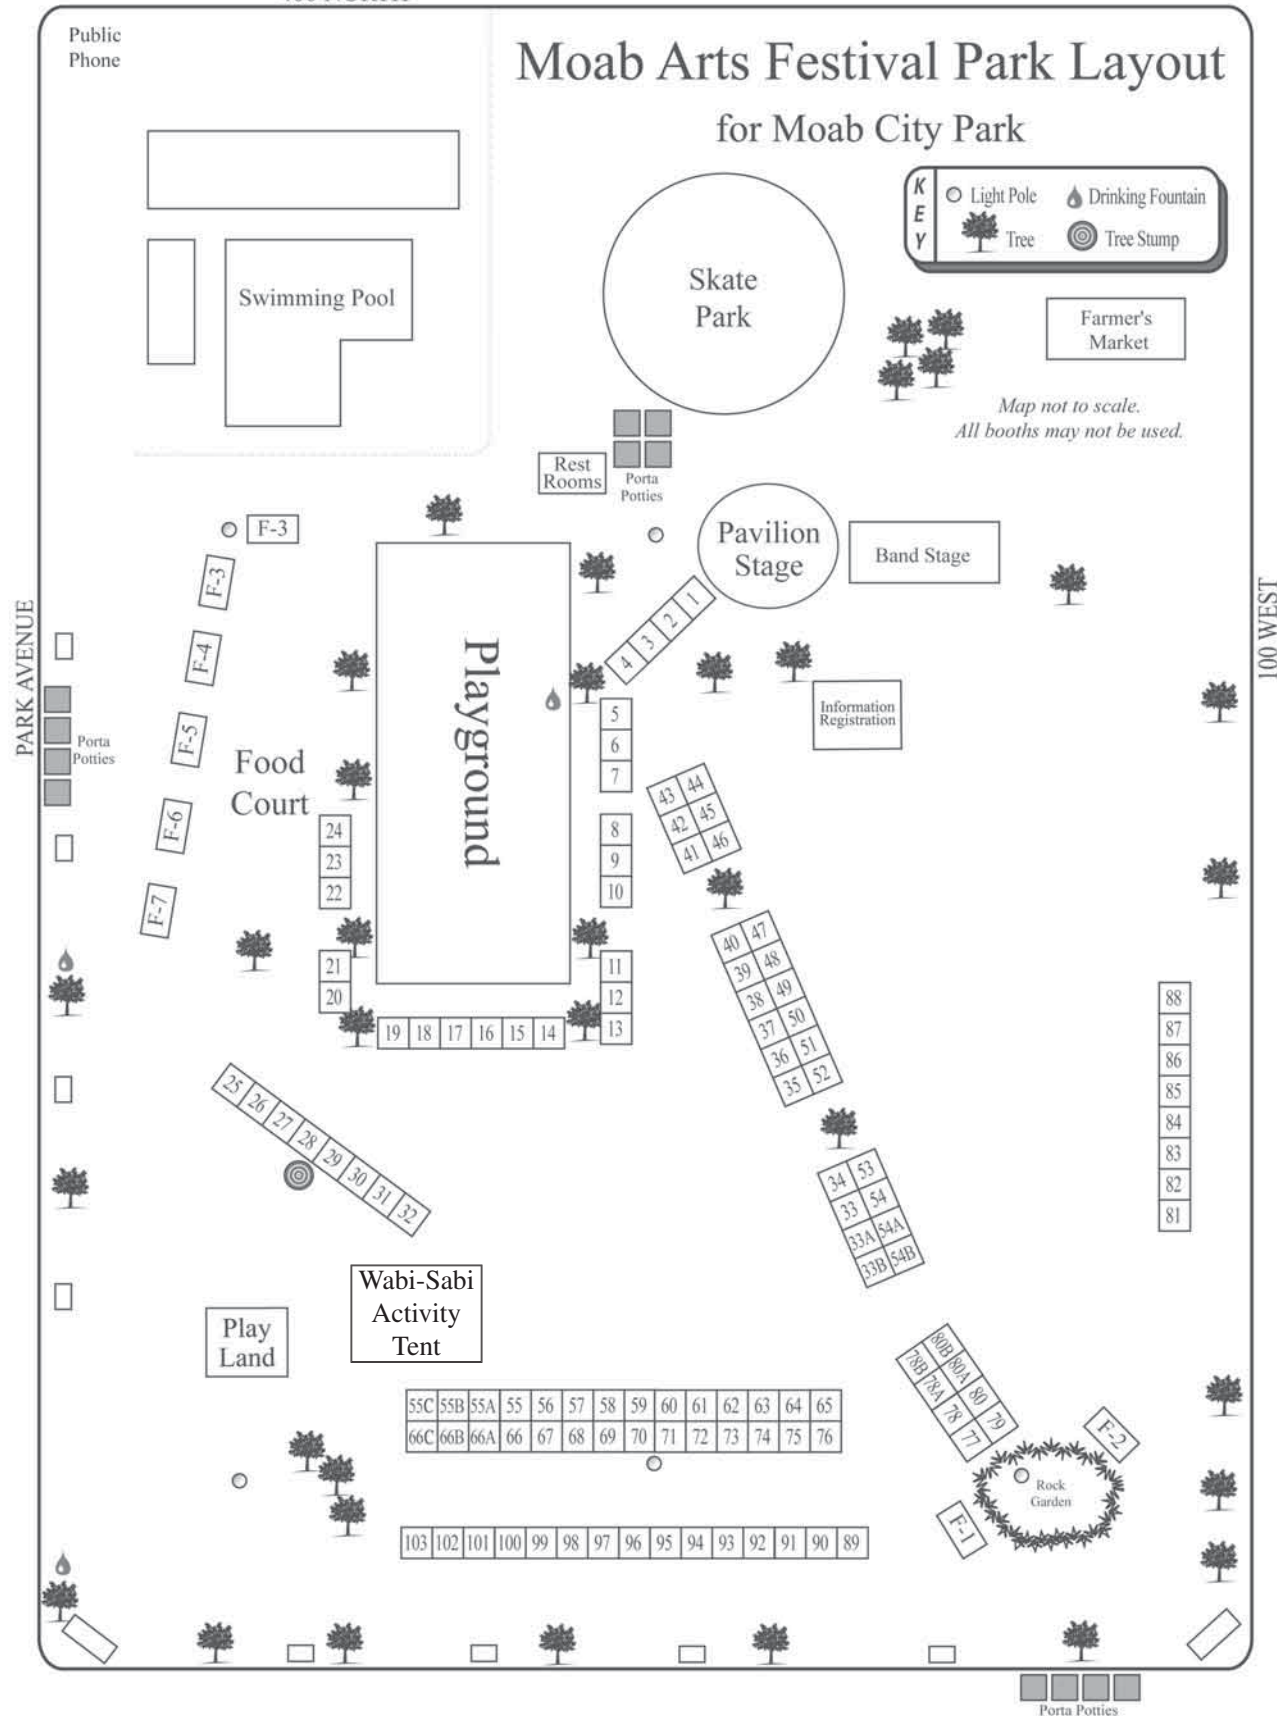 Public
Phone
Moab Arts Festival Park Layout
for Moab City Park
KEY
Light Pole
Drinking Fountain
Tree
Tree Stump
Swimming Pool
Skate
Park
Farmer's
Market
Map not to scale.
All booths may not be used.
Rest
Rooms
Porta
Potties
F-3
Pavilion
Stage
Band Stage
F-3
1
2
3
4
PARK AVENUE
100 WEST
F-4
Playground
Information
Registration
5
6
7
F-5
Porta
Potties
Food
Court
43 44
42 45
41 46
F-6
24
23
22
8
9
10
F-7
40 47
39 48
38 49
37 50
36 51
35 52
21
20
11
12
13
19 18 17 16 15 14
88
87
86
85
84
83
82
81
25 26 27 28 29 30 31 32
34 53
33 54
33A 54A
33B 54B
Wabi-Sabi
Activity
Tent
Play
Land
80B 80A 80 79
78B 78A 78 77
55C 55B 55A 55 56 57 58 59 60 61 62 63 64 65
66C 66B 66A 66 67 68 69 70 71 72 73 74 75 76
F-2
Rock
Garden
F-1
103 102 101 100 99 98 97 96 95 94 93 92 91 90 89
Porta Potties